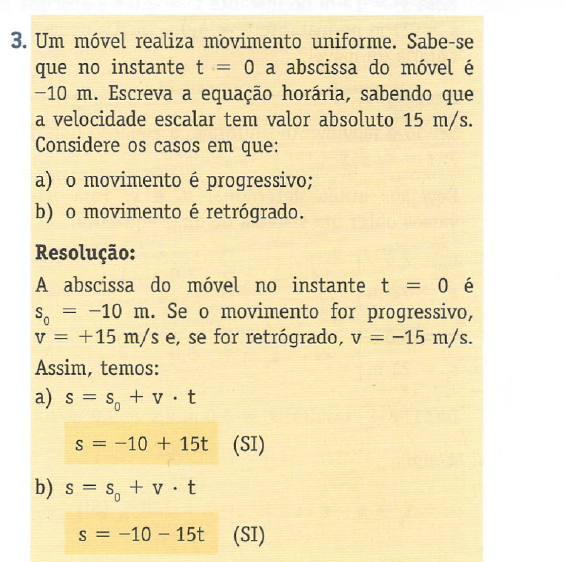 3. Um móvel realiza movimento uniforme. Sabe-se
que no instante t = 0 a abscissa do móvel é
−10 m. Escreva a equação horária, sabendo que
a velocidade escalar tem valor absoluto 15 m/s.
Considere os casos em que:
a) o movimento é progressivo;
b) o movimento é retrógrado.
Resolução:
A abscissa do móvel no instante t = 0 é
s₀ = −10 m. Se o movimento for progressivo,
v = +15 m/s e, se for retrógrado, v = −15 m/s.
Assim, temos:
a) s = s₀ + v · t
s = −10 + 15t (SI)
b) s = s₀ + v · t
s = −10 − 15t (SI)